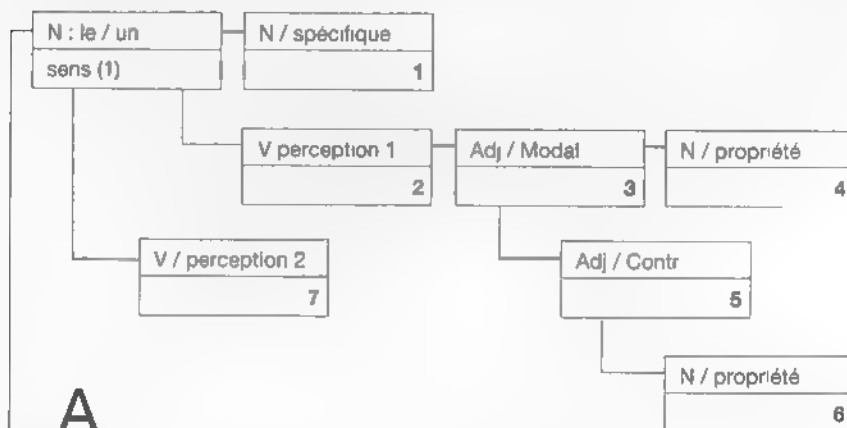 N : le / un
N / spécifique
sens (1)
1
V perception 1
Adj / Modal
N / propriété
2
3
4
V / perception 2
Adj / Contr
7
5
N / propriété
6
A